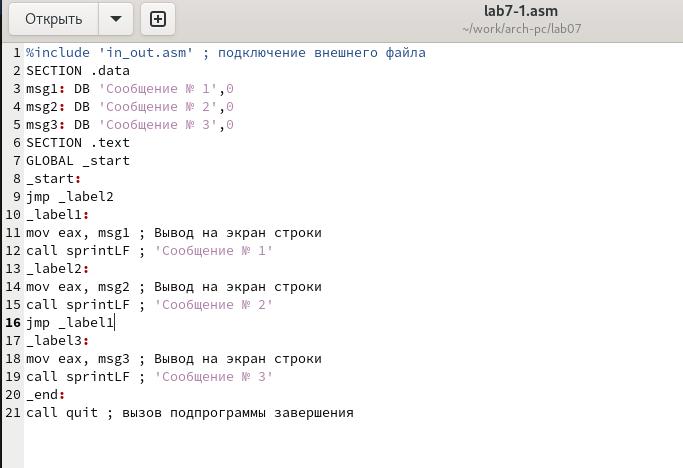 Открыть
lab7-1.asm
~/work/arch-pc/lab07
1 %include 'in_out.asm' ; подключение внешнего файла
2 SECTION .data
3 msg1: DB 'Сообщение № 1',0
4 msg2: DB 'Сообщение № 2',0
5 msg3: DB 'Сообщение № 3',0
6 SECTION .text
7 GLOBAL _start
8 _start:
9 jmp _label2
10 _label1:
11 mov eax, msg1 ; Вывод на экран строки
12 call sprintLF ; 'Сообщение № 1'
13 _label2:
14 mov eax, msg2 ; Вывод на экран строки
15 call sprintLF ; 'Сообщение № 2'
16 jmp _label1
17 _label3:
18 mov eax, msg3 ; Вывод на экран строки
19 call sprintLF ; 'Сообщение № 3'
20 _end:
21 call quit ; вызов подпрограммы завершения